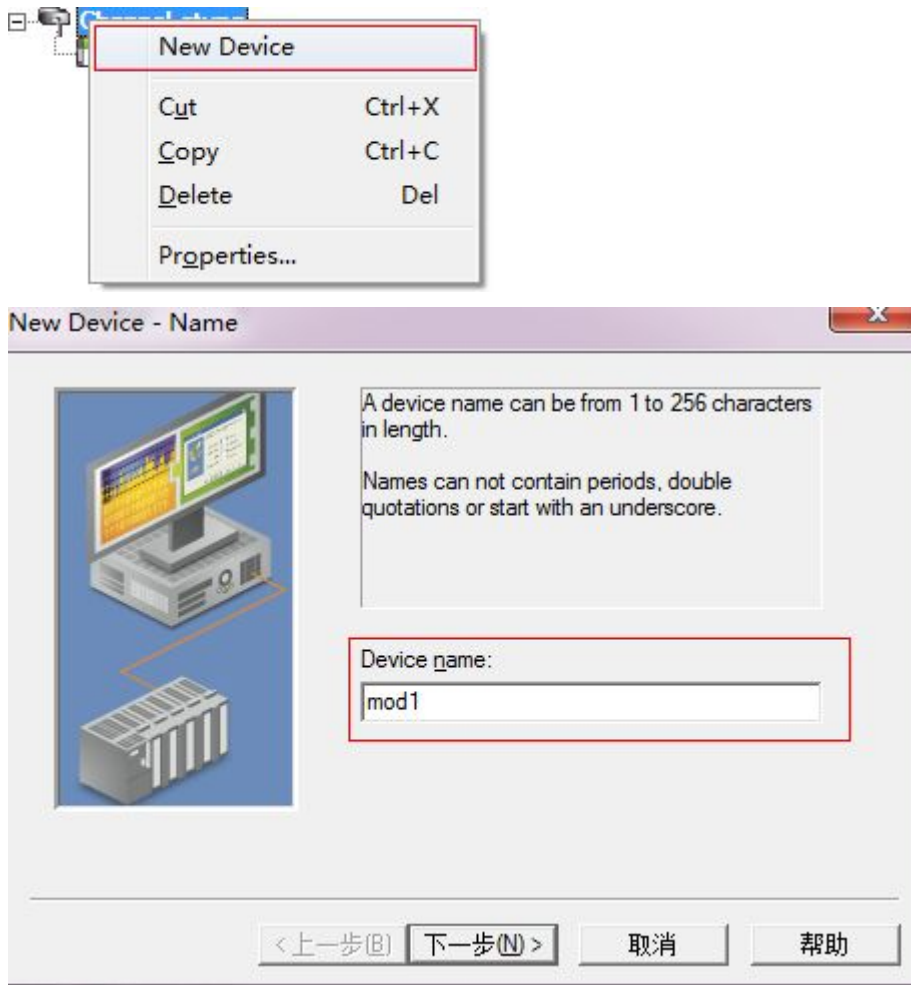 New Device
Cut Ctrl+X
Copy Ctrl+C
Delete Del
Properties...
New Device - Name
A device name can be from 1 to 256 characters
in length.
Names can not contain periods, double
quotations or start with an underscore.
Device name:
mod1
<上一步(B) 下一步(N)> 取消 帮助